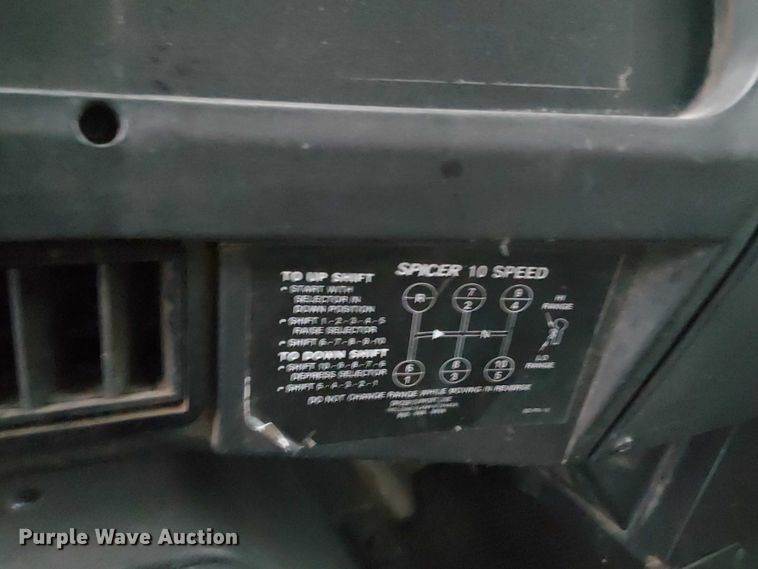 TO UP SHIFT
• START WITH
SELECTOR IN
DOWN POSITION
• SHIFT 1-2-3-4-5
RAISE SELECTOR
• SHIFT 6-7-8-9-10
TO DOWN SHIFT
• SHIFT 10-9-8-7-6
DEPRESS SELECTOR
• SHIFT 5-4-3-2-1
SPICER 10 SPEED
R 7 9
2 4
N
6 8 10
1 3 5
HI
RANGE
LO
RANGE
DO NOT CHANGE RANGE WHILE MOVING IN REVERSE
Purple Wave Auction